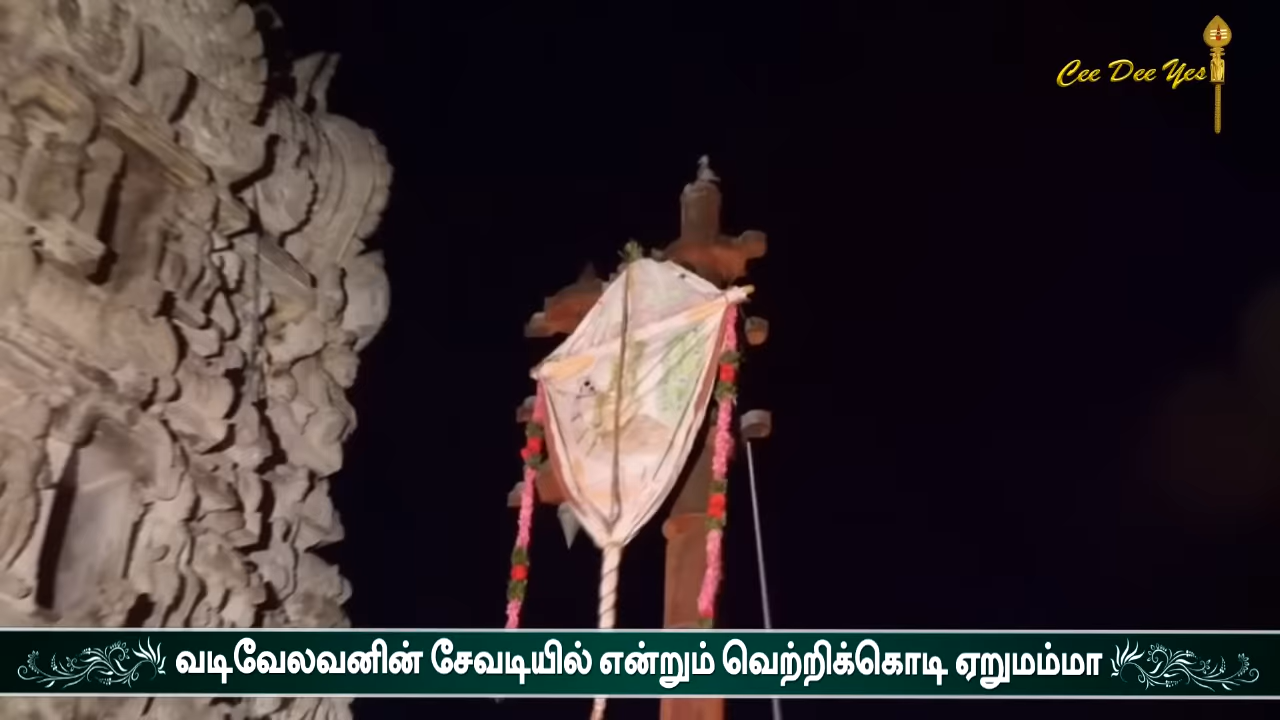 Cee Dee Yes
வடிவேலவனின் சேவடியில் என்றும் வெற்றிக்கொடி ஏறுமம்மா